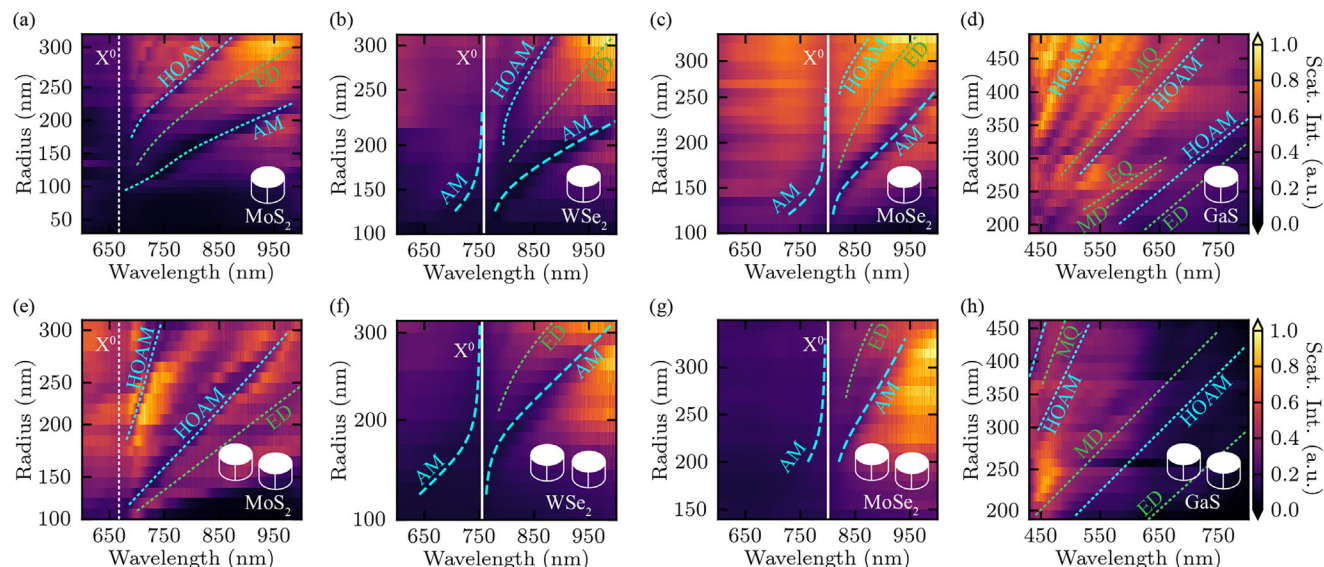 (a)
(b)
(c)
(d)
Radius (nm)
300
250
200
150
100
50
X⁰
HOAM
ED
AM
MoS₂
650 750 850 950
Wavelength (nm)
Radius (nm)
300
200
100
X⁰
AM
HOAM
ED
AM
WSe₂
650 750 850 950
Wavelength (nm)
Radius (nm)
330
300
250
200
150
100
X⁰
AM
HOAM
ED
AM
MoSe₂
650 750 850 950
Wavelength (nm)
Radius (nm)
450
400
350
300
250
200
HOAM
MQ
HOAM
HOAM
EQ
MD
ED
GaS
450 550 650 750
Wavelength (nm)
1.0
0.8
0.6
0.4
0.2
0.0
Scat. Int. (a.u.)
(e)
(f)
(g)
(h)
Radius (nm)
300
250
200
150
100
X⁰
HOAM
HOAM
ED
MoS₂
650 750 850 950
Wavelength (nm)
Radius (nm)
300
200
100
X⁰
AM
ED
AM
WSe₂
650 750 850 950
Wavelength (nm)
Radius (nm)
340
300
250
200
140
X⁰
AM
ED
AM
MoSe₂
650 750 850 950
Wavelength (nm)
Radius (nm)
450
400
350
300
250
200
MQ
HOAM
MD
HOAM
ED
GaS
450 550 650 750
Wavelength (nm)
1.0
0.8
0.6
0.4
0.2
0.0
Scat. Int. (a.u.)